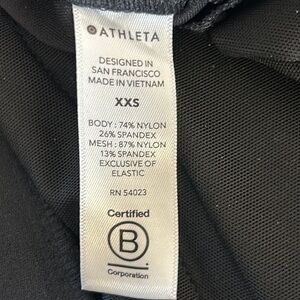 ATHLETA
DESIGNED IN
SAN FRANCISCO
MADE IN VIETNAM
XXS
BODY : 74% NYLON
26% SPANDEX
MESH : 87% NYLON
13% SPANDEX
EXCLUSIVE OF
ELASTIC
RN 54023
Certified
B
Corporation